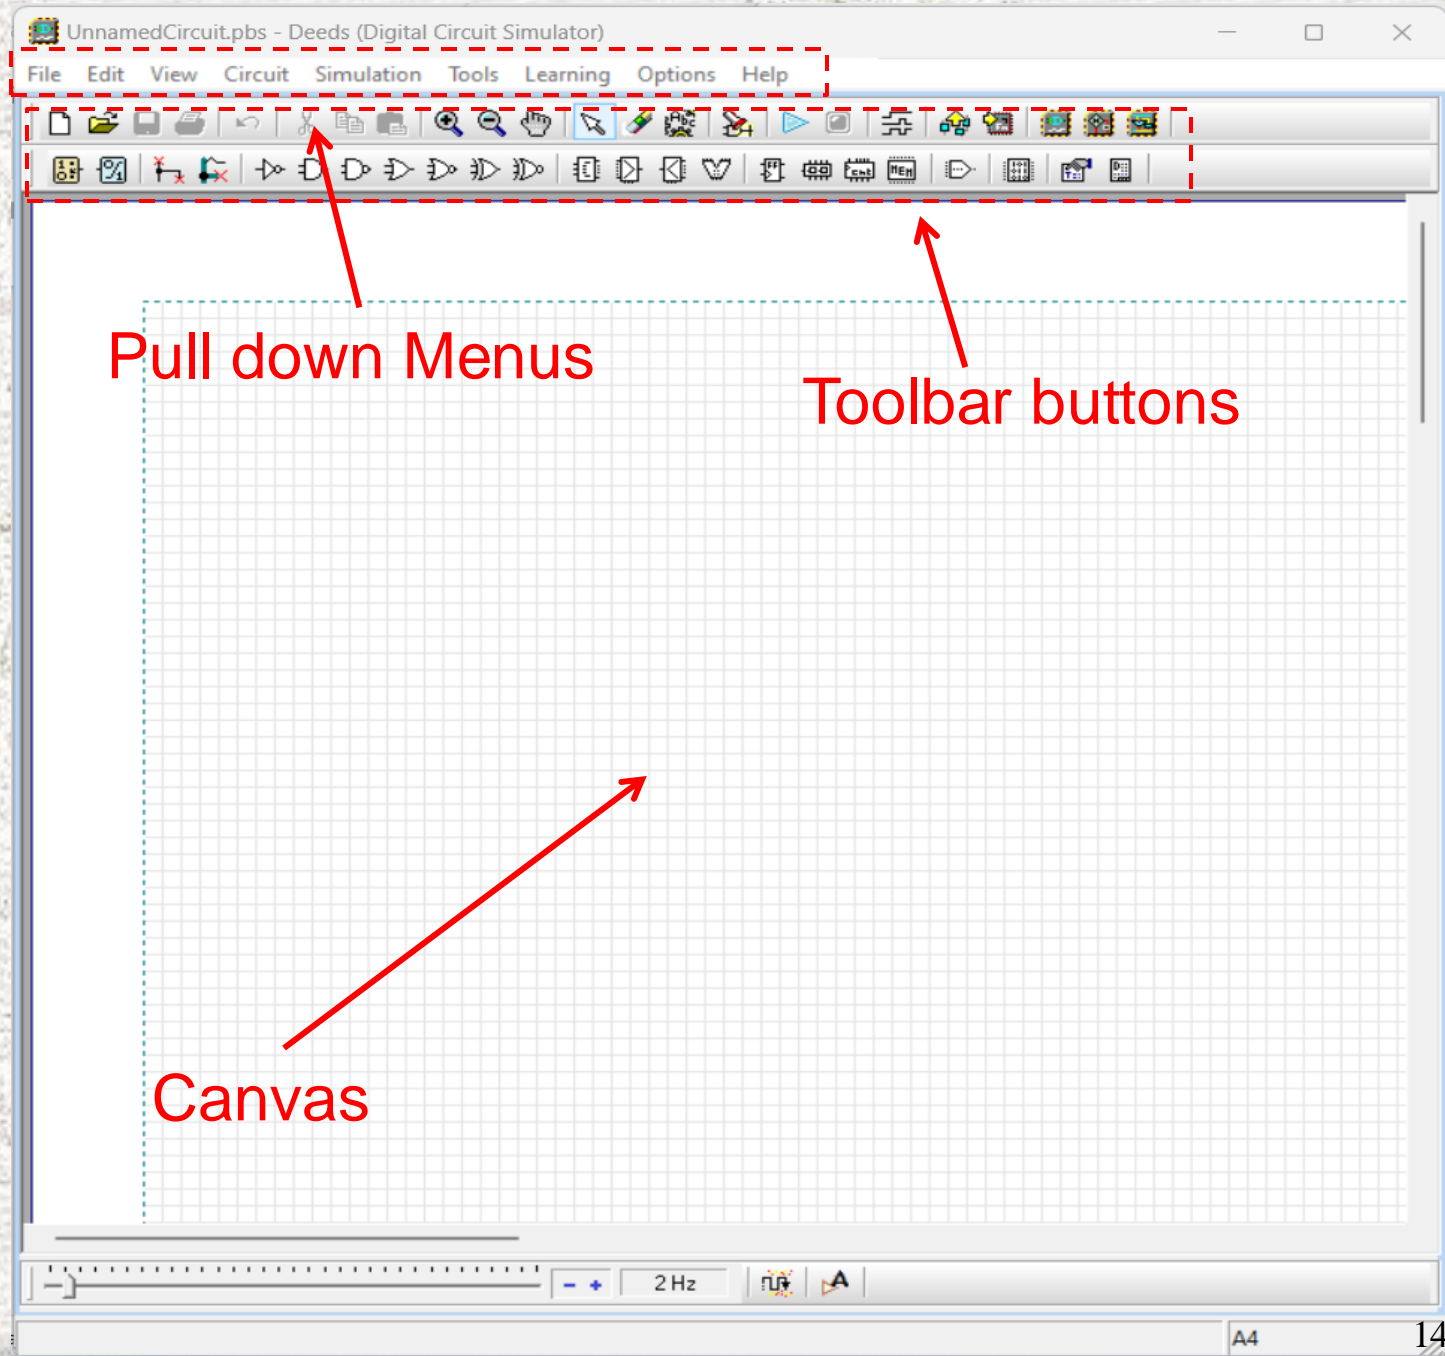 UnnamedCircuit.pbs - Deeds (Digital Circuit Simulator)
File Edit View Circuit Simulation Tools Learning Options Help
Pull down Menus
Toolbar buttons
Canvas
- + 2 Hz
A4
14